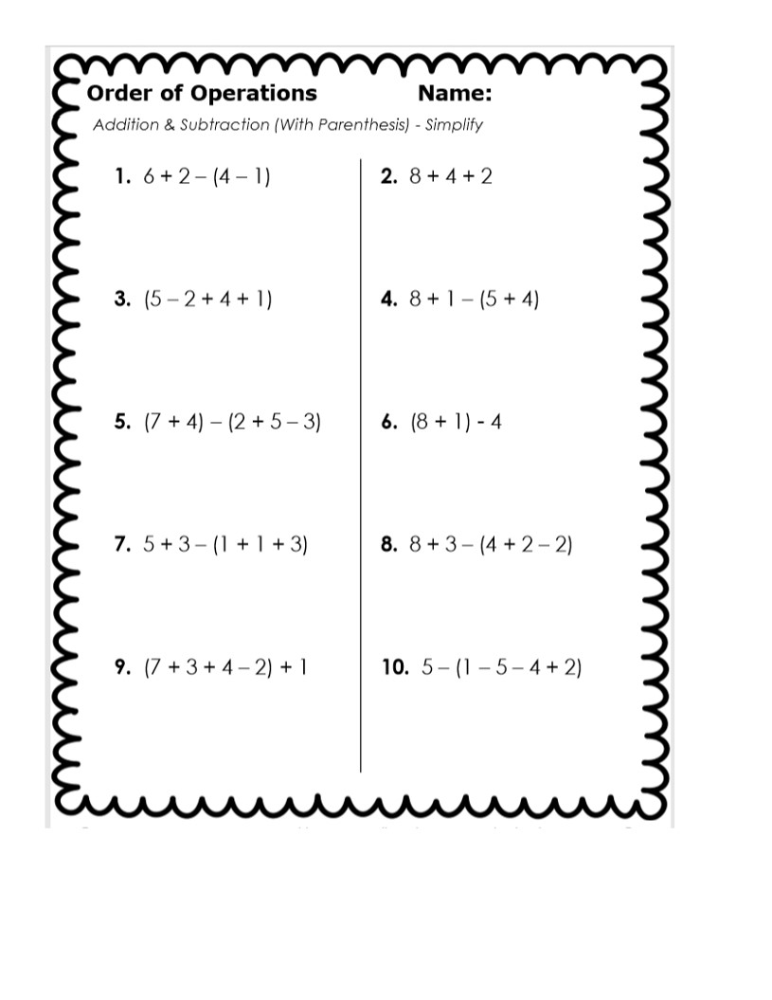 Order of Operations Name:
Addition & Subtraction (With Parenthesis) - Simplify
1. 6 + 2 – (4 – 1)
2. 8 + 4 + 2
3. (5 – 2 + 4 + 1)
4. 8 + 1 – (5 + 4)
5. (7 + 4) – (2 + 5 – 3)
6. (8 + 1) - 4
7. 5 + 3 – (1 + 1 + 3)
8. 8 + 3 – (4 + 2 – 2)
9. (7 + 3 + 4 – 2) + 1
10. 5 – (1 – 5 – 4 + 2)